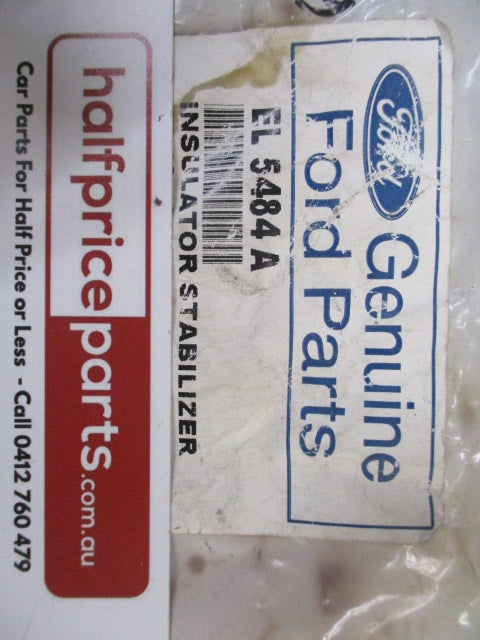 Ford
Genuine
Ford Parts
EL 5484 A
INSULATOR STABILIZER
halfpriceparts.com.au
Car Parts For Half Price or Less - Call 0412 760 479